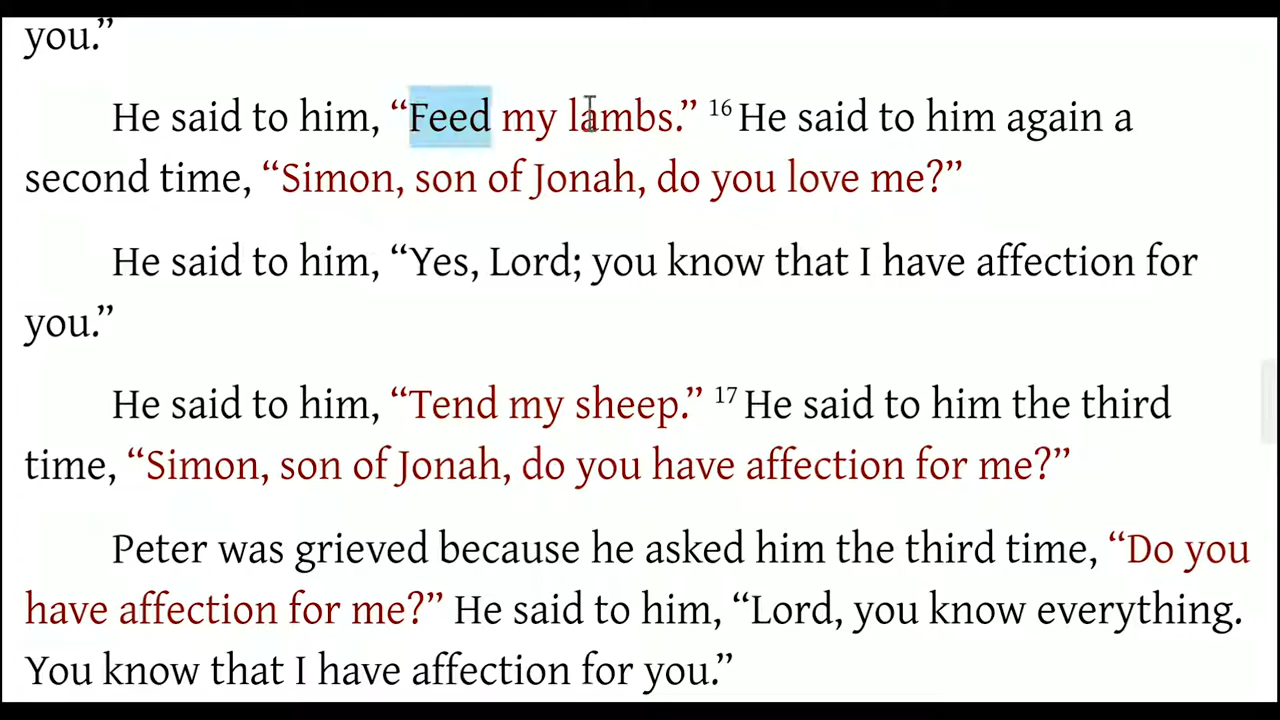 you.”
He said to him, “Feed my lambs.” 16 He said to him again a
second time, “Simon, son of Jonah, do you love me?”
He said to him, “Yes, Lord; you know that I have affection for
you.”
He said to him, “Tend my sheep.” 17 He said to him the third
time, “Simon, son of Jonah, do you have affection for me?”
Peter was grieved because he asked him the third time, “Do you
have affection for me?” He said to him, “Lord, you know everything.
You know that I have affection for you.”